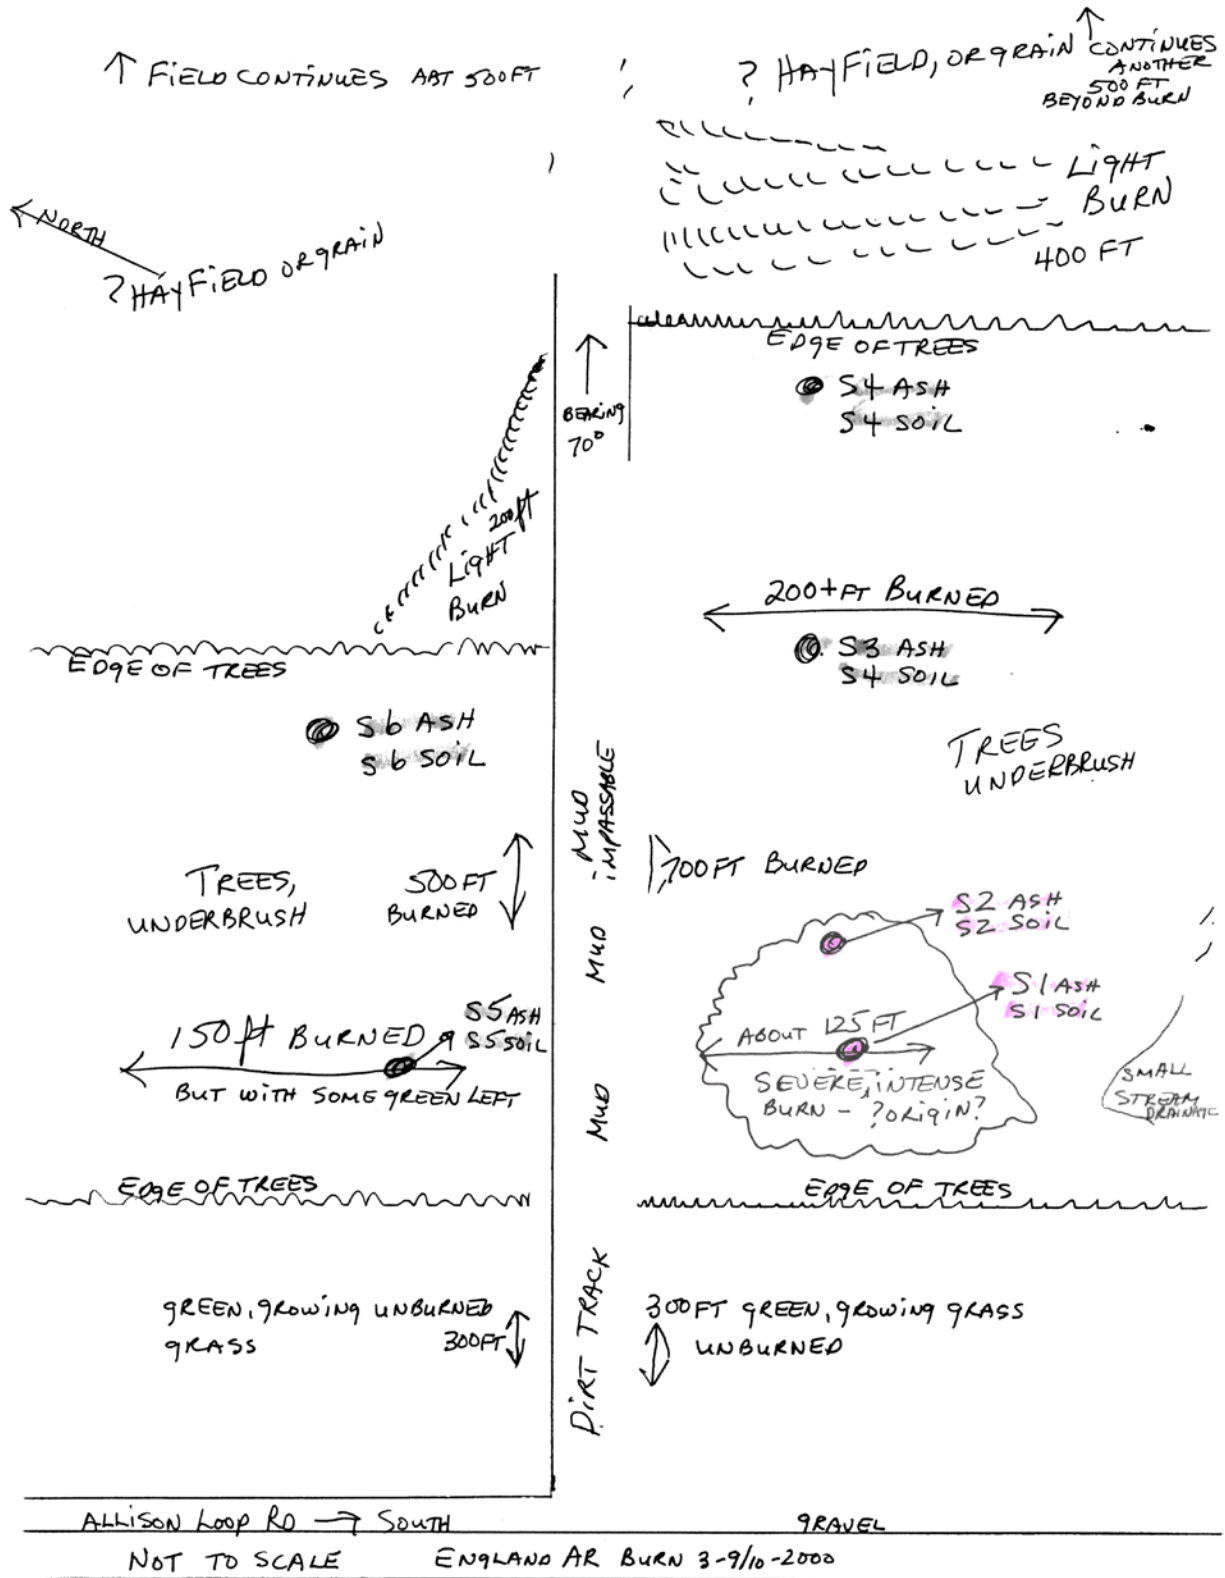 ↑ FIELD CONTINUES ABT 500FT
? HAYFIELD, OR GRAIN
↑ CONTINUES
ANOTHER
500 FT
BEYOND BURN
LIGHT
BURN
400 FT
NORTH
? HAYFIELD OR GRAIN
EDGE OF TREES
S4 ASH
S4 SOIL
BEARING
70°
200ft
LIGHT
BURN
200+FT BURNED
S3 ASH
S4 SOIL
EDGE OF TREES
S6 ASH
S6 SOIL
TREES
UNDERBRUSH
MUD
IMPASSABLE
700FT BURNED
TREES,
UNDERBRUSH
500FT
BURNED
S2 ASH
S2 SOIL
MUD
S1 ASH
S1 SOIL
S5 ASH
S5 SOIL
150ft BURNED
BUT WITH SOME GREEN LEFT
ABOUT 125 FT
SEVERE, INTENSE
BURN - ?ORIGIN?
SMALL
STREAM
DRAINAGE
MUD
EDGE OF TREES
EDGE OF TREES
GREEN, GROWING UNBURNED
GRASS
300FT
DIRT TRACK
300FT GREEN, GROWING GRASS
UNBURNED
ALLISON LOOP RD → SOUTH
GRAVEL
NOT TO SCALE
ENGLAND AR BURN 3-9/10-2000